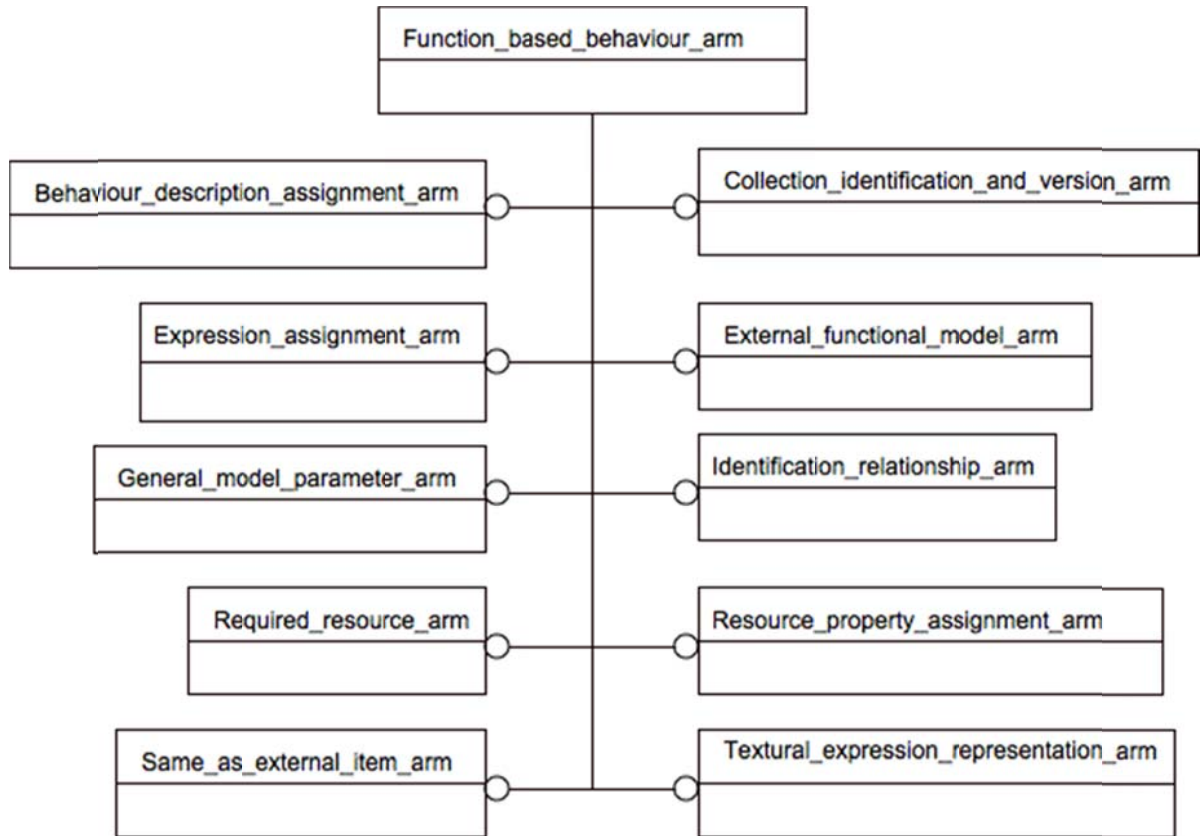 Function_based_behaviour_arm
Behaviour_description_assignment_arm
Collection_identification_and_version_arm
Expression_assignment_arm
External_functional_model_arm
General_model_parameter_arm
Identification_relationship_arm
Required_resource_arm
Resource_property_assignment_arm
Same_as_external_item_arm
Textural_expression_representation_arm